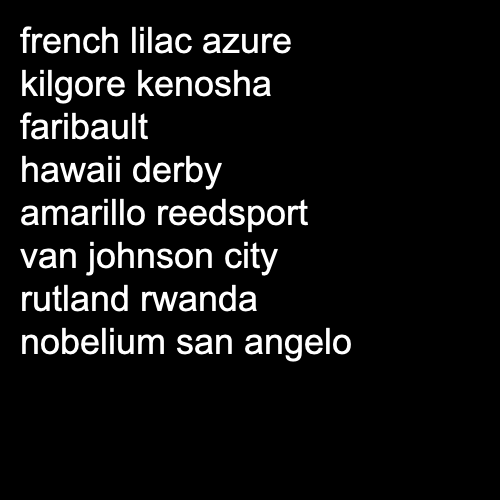 french lilac azure
kilgore kenosha
faribault
hawaii derby
amarillo reedsport
van johnson city
rutland rwanda
nobelium san angelo